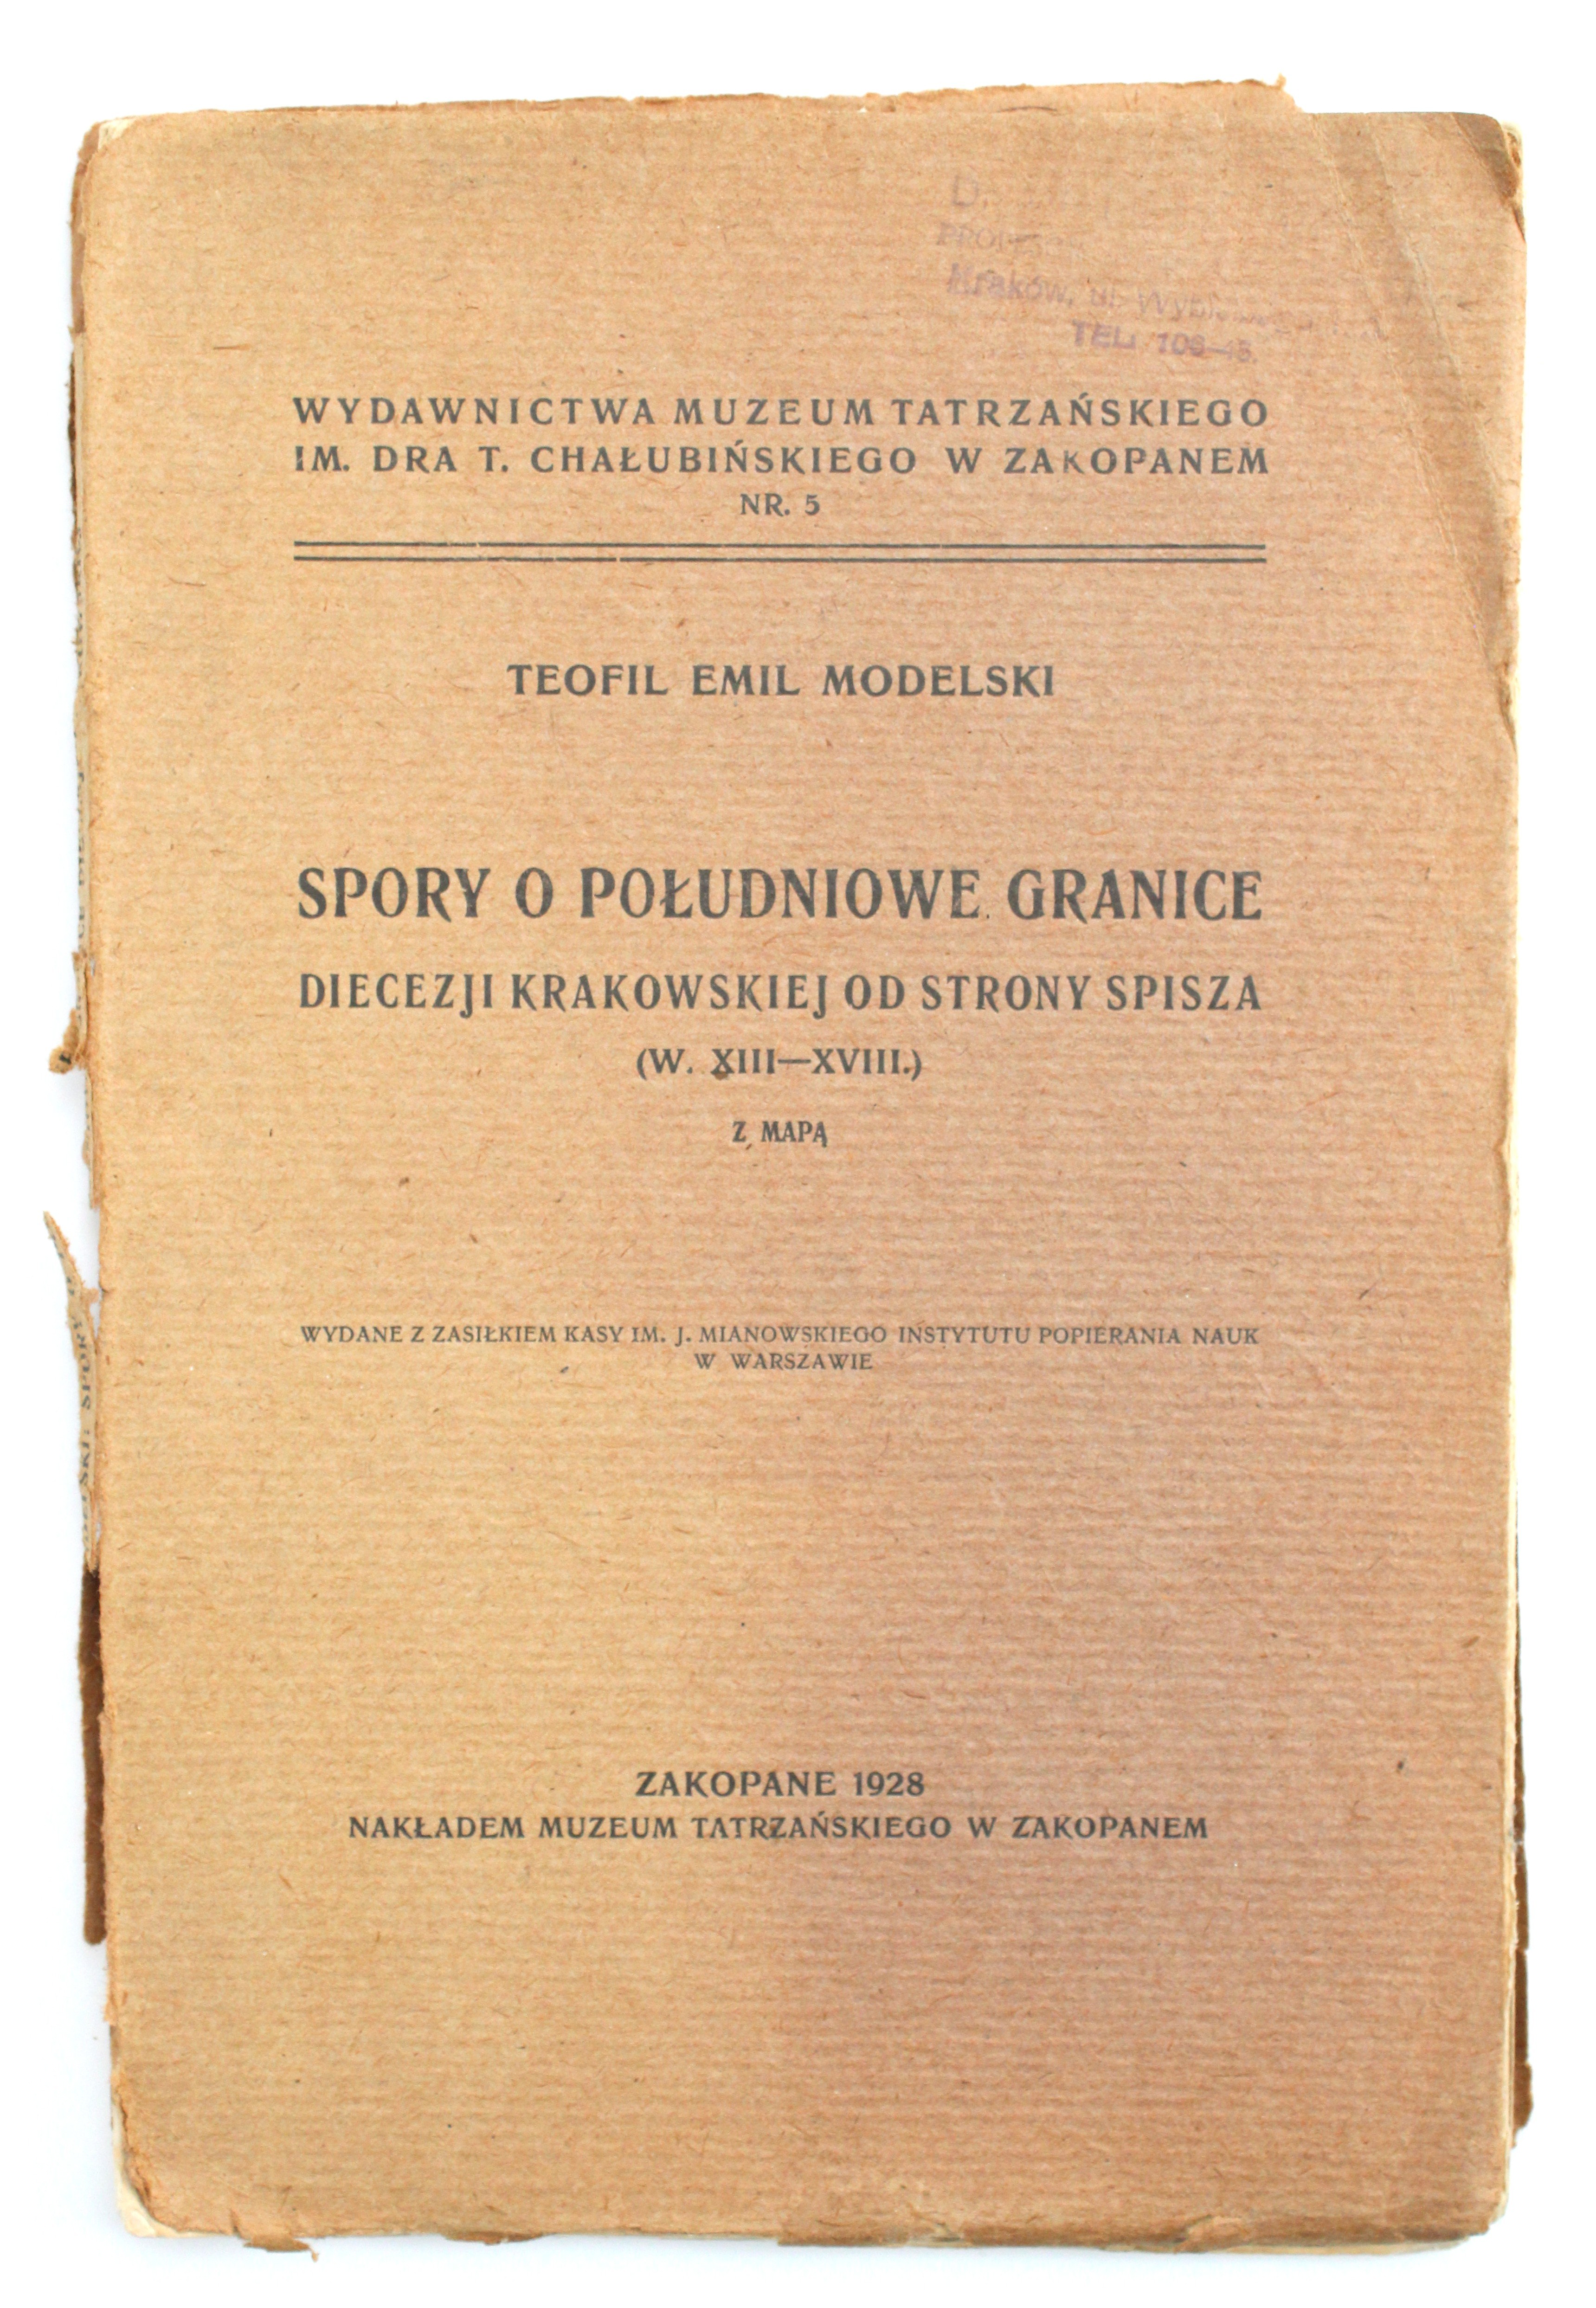 Kraków, ul.
TEL. 106-
WYDAWNICTWA MUZEUM TATRZAŃSKIEGO
IM. DRA T. CHAŁUBIŃSKIEGO W ZAKOPANEM
NR. 5
TEOFIL EMIL MODELSKI
SPORY O POŁUDNIOWE GRANICE
DIECEZJI KRAKOWSKIEJ OD STRONY SPISZA
(W. XIII—XVIII.)
Z MAPĄ
WYDANE Z ZASIŁKIEM KASY IM. J. MIANOWSKIEGO INSTYTUTU POPIERANIA NAUK
W WARSZAWIE
ZAKOPANE 1928
NAKŁADEM MUZEUM TATRZAŃSKIEGO W ZAKOPANEM